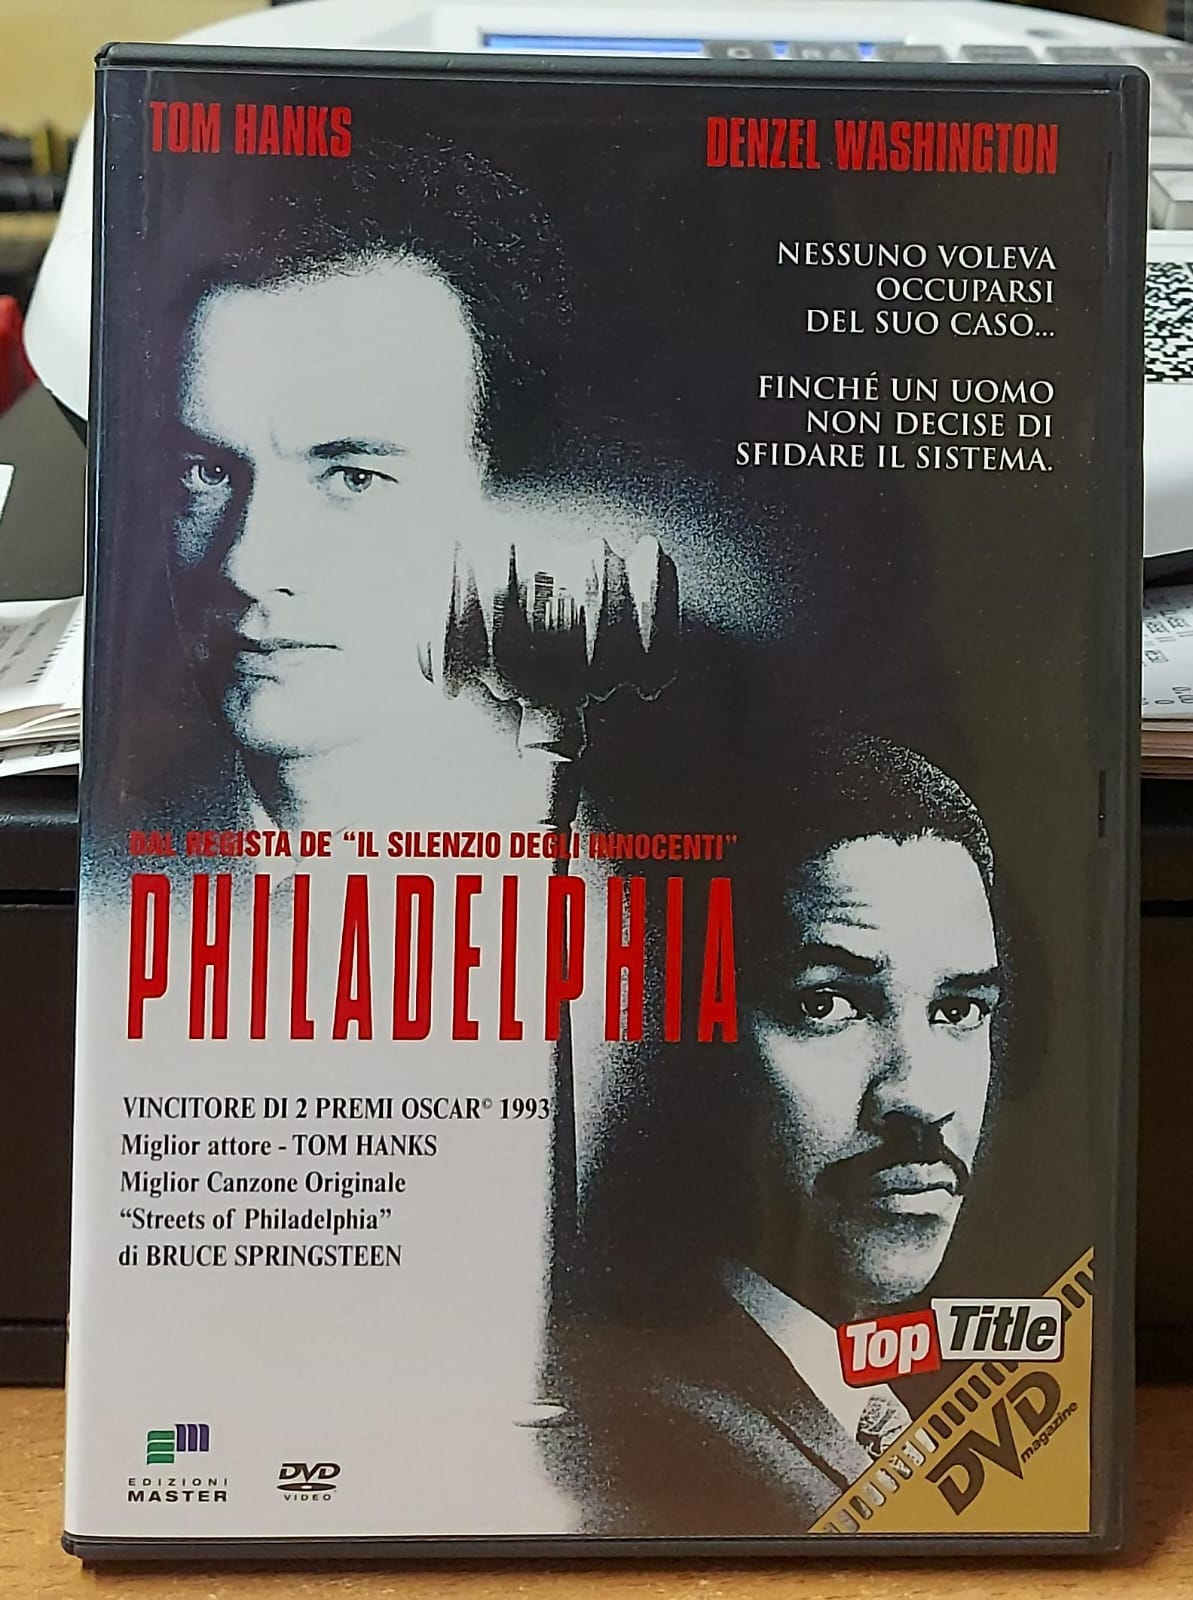 TOM HANKS
DENZEL WASHINGTON
NESSUNO VOLEVA
OCCUPARSI
DEL SUO CASO...
FINCHÉ UN UOMO
NON DECISE DI
SFIDARE IL SISTEMA.
DAL REGISTA DE “IL SILENZIO DEGLI INNOCENTI”
PHILADELPHIA
VINCITORE DI 2 PREMI OSCAR© 1993
Miglior attore - TOM HANKS
Miglior Canzone Originale
“Streets of Philadelphia”
di BRUCE SPRINGSTEEN
Top Title
DVD
magazine
em
EDIZIONI
MASTER
DVD
VIDEO